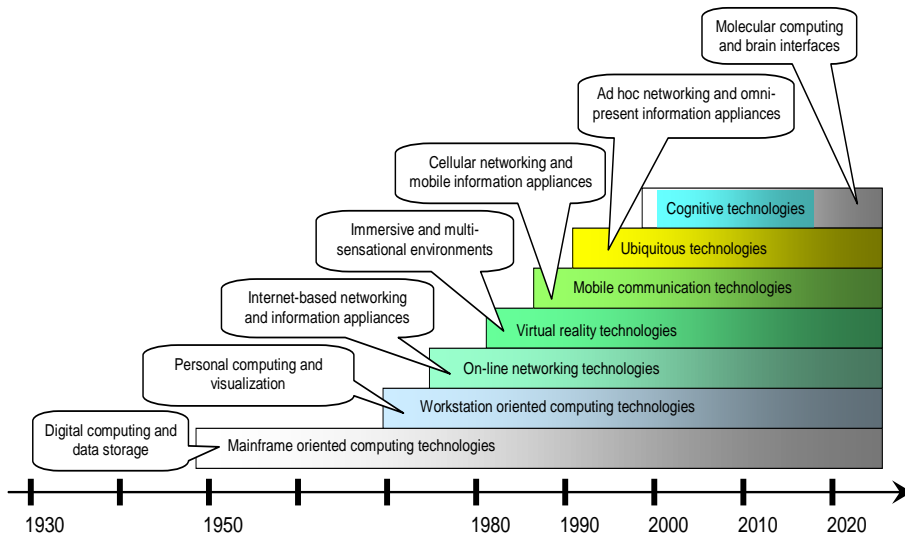 Molecular computing
and brain interfaces
Ad hoc networking and omni-
present information appliances
Cellular networking and
mobile information appliances
Cognitive technologies
Immersive and multi-
sensational environments
Ubiquitous technologies
Mobile communication technologies
Internet-based networking
and information appliances
Virtual reality technologies
Personal computing and
visualization
On-line networking technologies
Workstation oriented computing technologies
Digital computing and
data storage
Mainframe oriented computing technologies
1930 1950 1980 1990 2000 2010 2020